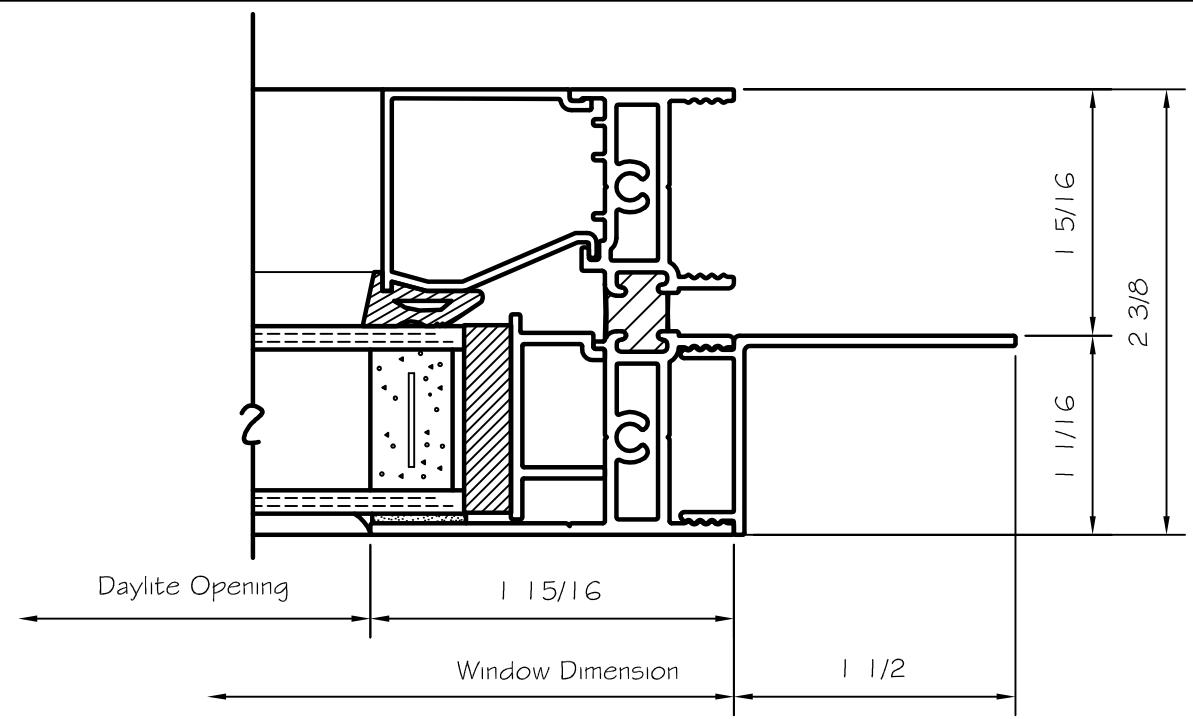 1 5/16
2 3/8
1 1/16
Daylite Opening
1 15/16
Window Dimension
1 1/2